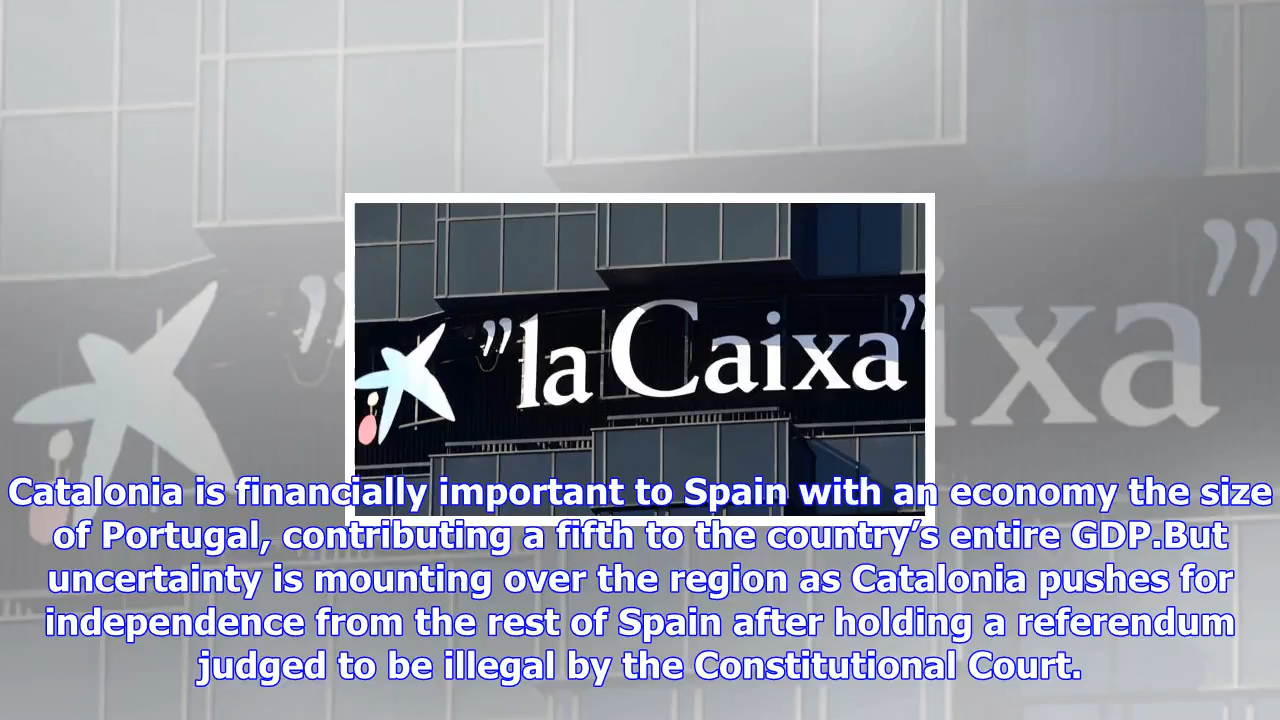 ”la Caixa”
”
ixa”
Catalonia is financially important to Spain with an economy the size
of Portugal, contributing a fifth to the country’s entire GDP.But
uncertainty is mounting over the region as Catalonia pushes for
independence from the rest of Spain after holding a referendum
judged to be illegal by the Constitutional Court.